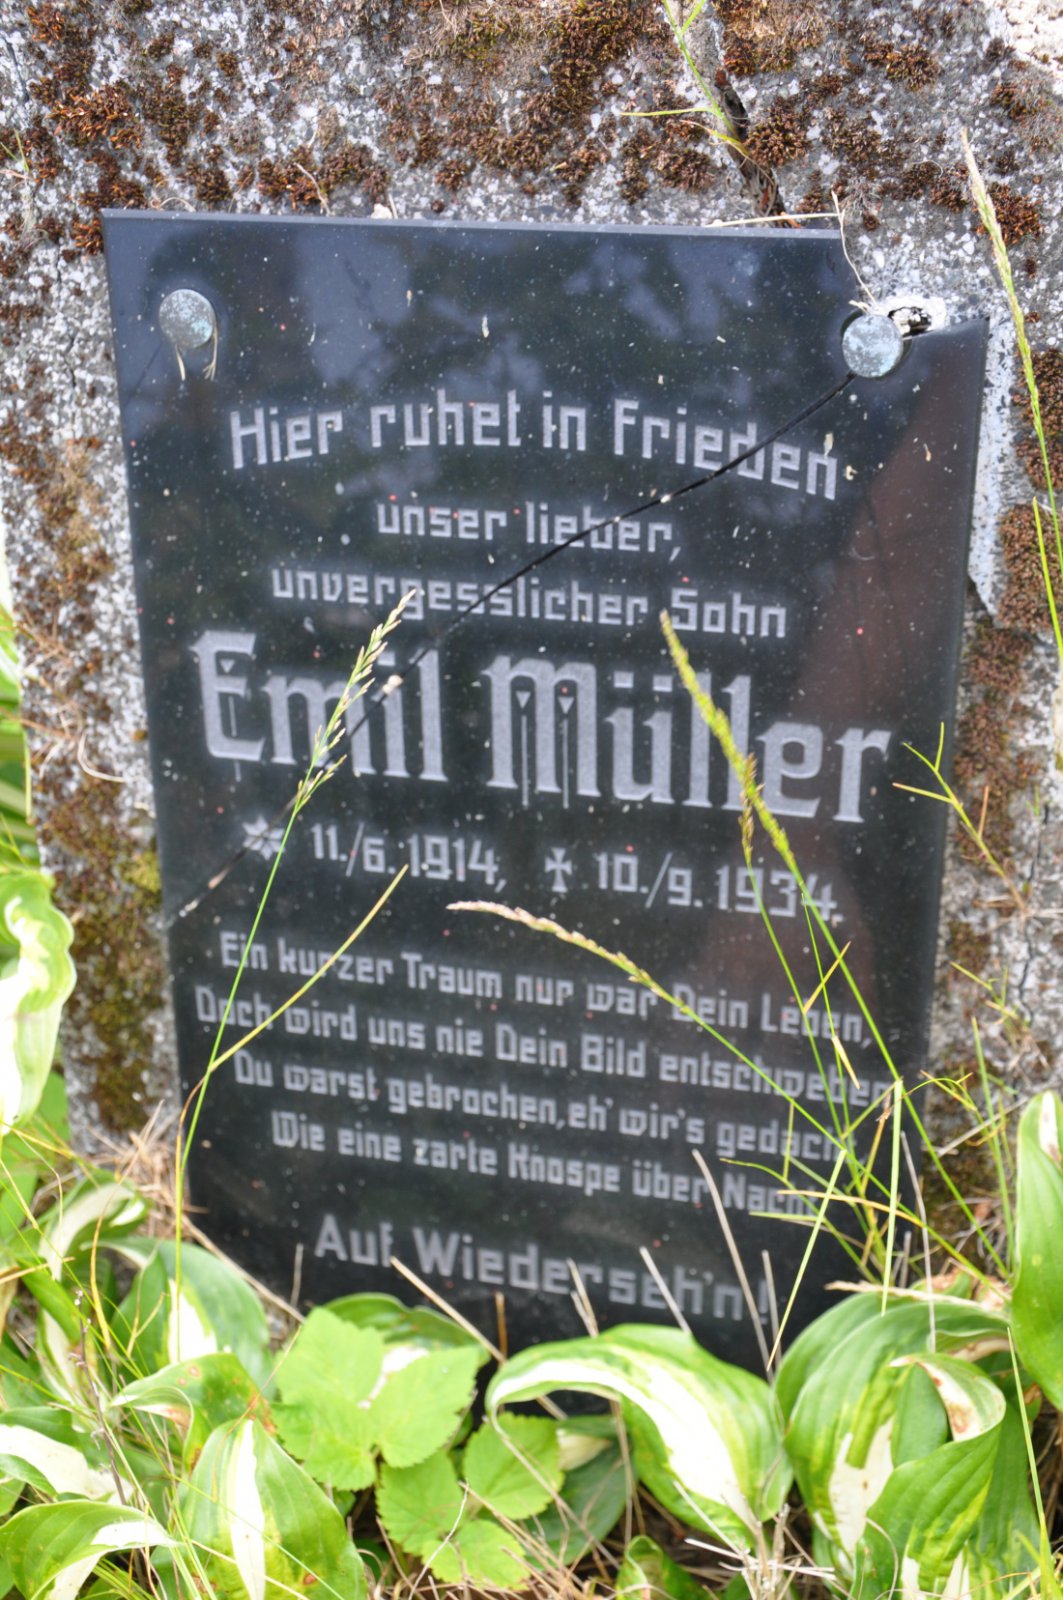 Hier ruhet in Frieden
unser lieber,
unvergesslicher Sohn
Emil Müller
* 11./6. 1914, ✠ 10./9. 1934.
Ein kurzer Traum nur war Dein Leben,
Doch wird uns nie Dein Bild entschweben
Du warst gebrochen, eh' wir's gedacht
Wie eine zarte Knospe über Nacht
Auf Wiederseh'n!